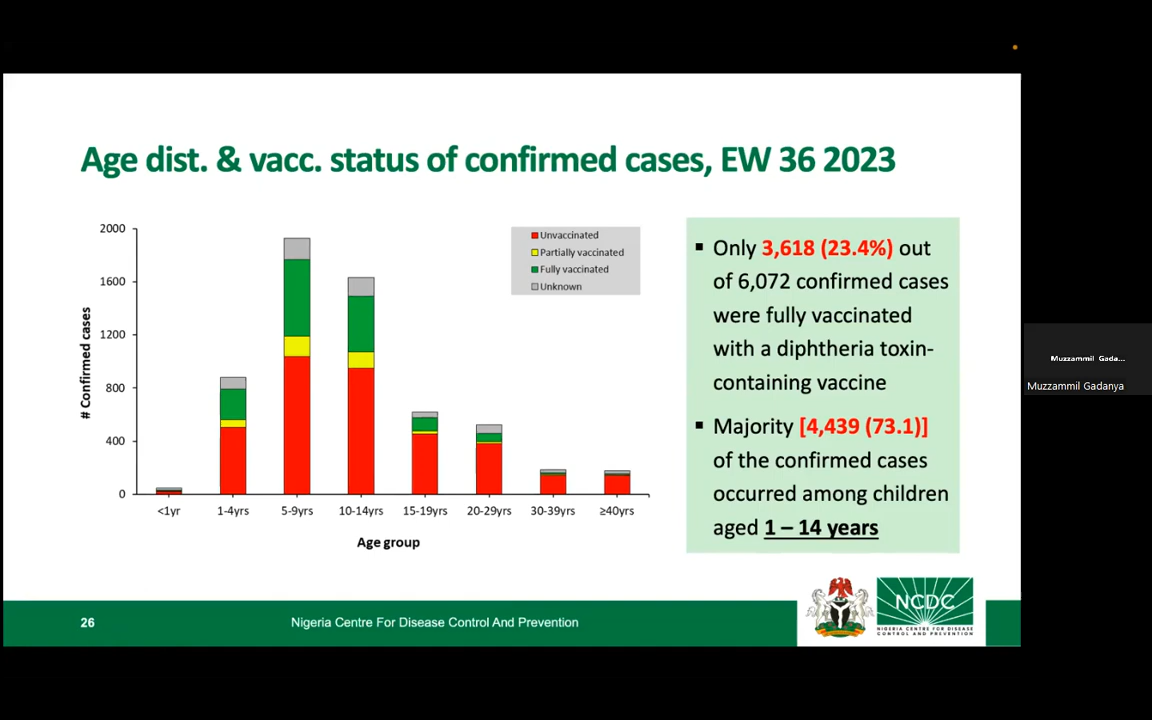 Age dist. & vacc. status of confirmed cases, EW 36 2023
2000
1600
1200
800
400
0
# Confirmed cases
Unvaccinated
Partially vaccinated
Fully vaccinated
Unknown
<1yr 1-4yrs 5-9yrs 10-14yrs 15-19yrs 20-29yrs 30-39yrs ≥40yrs
Age group
▪ Only 3,618 (23.4%) out
of 6,072 confirmed cases
were fully vaccinated
with a diphtheria toxin-
containing vaccine
▪ Majority [4,439 (73.1)]
of the confirmed cases
occurred among children
aged 1 – 14 years
Muzzammil Gada...
Muzzammil Gadanya
26
Nigeria Centre For Disease Control And Prevention
NCDC
NIGERIA CENTRE FOR DISEASE
CONTROL AND PREVENTION